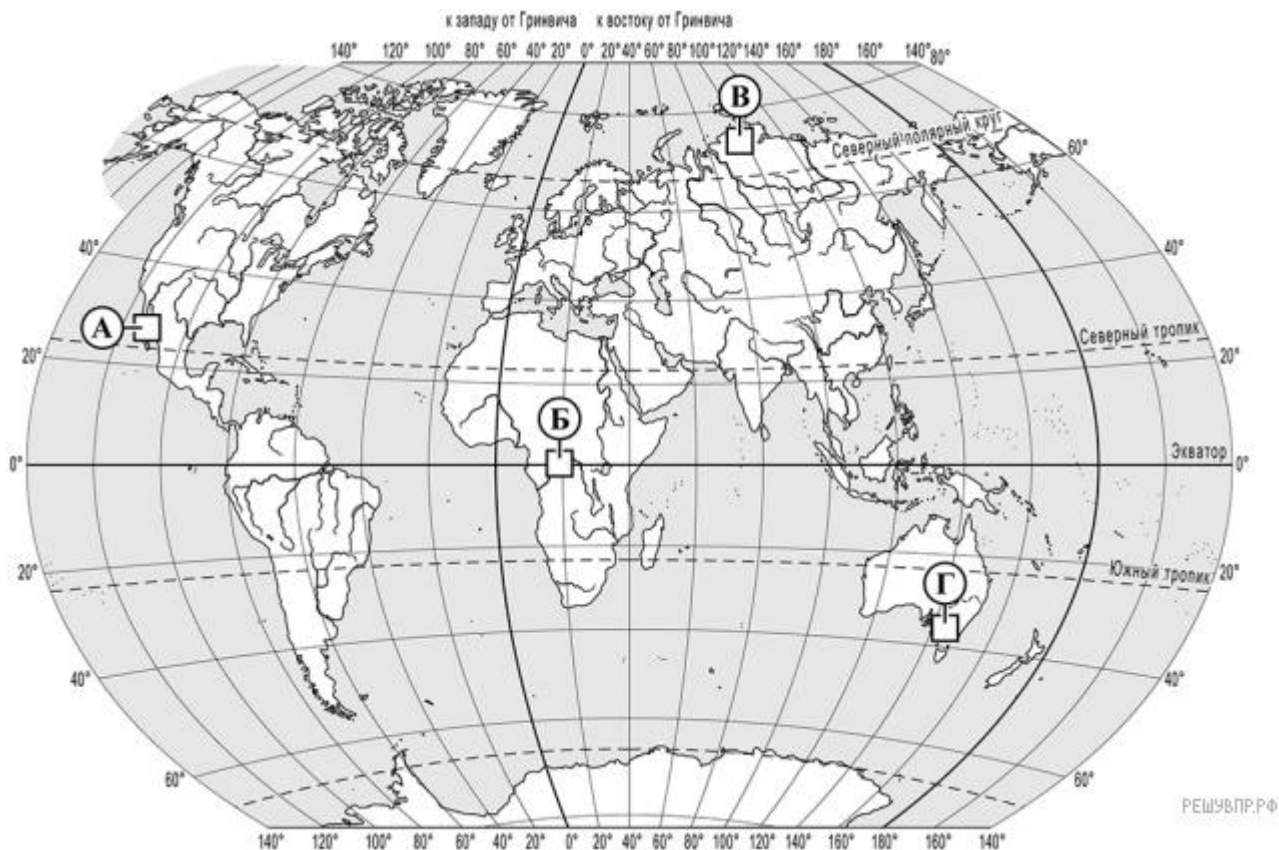 к западу от Гринвича к востоку от Гринвича
140° 120° 100° 80° 60° 40° 20° 0° 20° 40° 60° 80° 100° 120° 140° 160° 180° 160° 140° 80°
В
Северный полярный круг
60°
40°
40°
А
Северный тропик
20°
20°
Б
Экватор
0°
0°
20°
Южный тропик
20°
Г
40°
40°
60°
60°
РЕШУВПР.РФ
140° 120° 100° 80° 60° 40° 20° 0° 20° 40° 60° 80° 100° 120° 140° 160° 180° 160° 140°